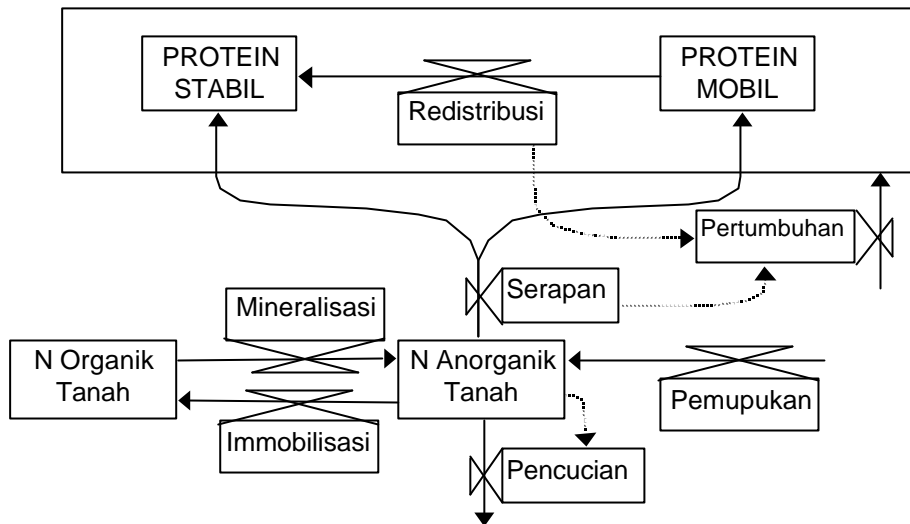 PROTEIN
STABIL
PROTEIN
MOBIL
Redistribusi
Pertumbuhan
Serapan
Mineralisasi
N Organik
Tanah
N Anorganik
Tanah
Pemupukan
Immobilisasi
Pencucian